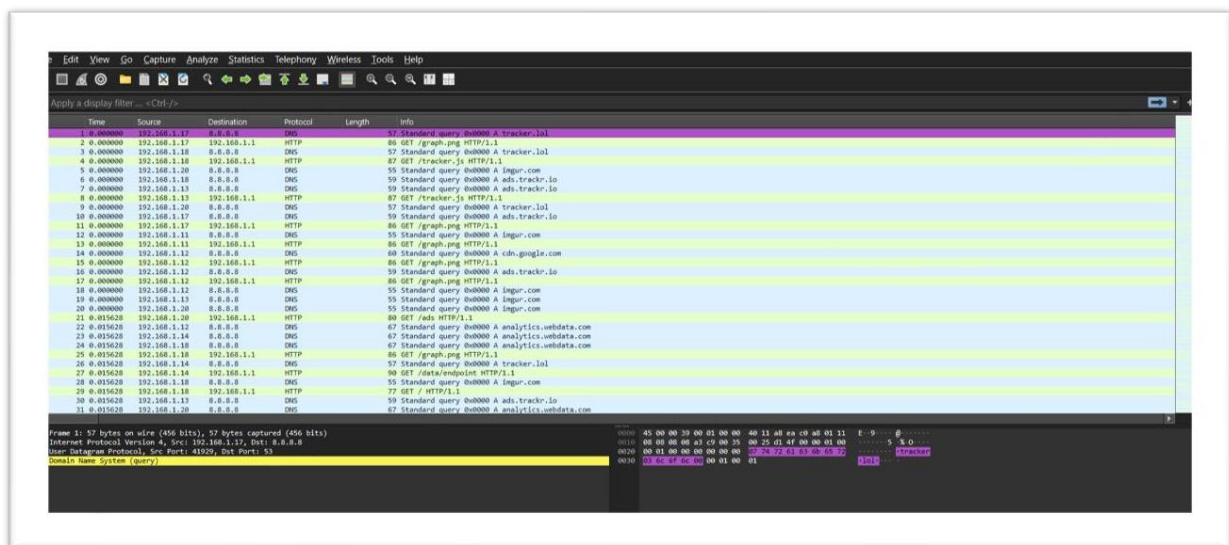 e Edit View Go Capture Analyze Statistics Telephony Wireless Tools Help
Apply a display filter ... <Ctrl-/>
Time Source Destination Protocol Length Info
1 0.000000 192.168.1.17 8.8.8.8 DNS 57 Standard query 0x0000 A tracker.lol
2 0.000000 192.168.1.17 192.168.1.1 HTTP 86 GET /graph.png HTTP/1.1
3 0.000000 192.168.1.18 8.8.8.8 DNS 57 Standard query 0x0000 A tracker.lol
4 0.000000 192.168.1.18 192.168.1.1 HTTP 87 GET /tracker.js HTTP/1.1
5 0.000000 192.168.1.20 8.8.8.8 DNS 55 Standard query 0x0000 A imgur.com
6 0.000000 192.168.1.18 8.8.8.8 DNS 59 Standard query 0x0000 A ads.trackr.io
7 0.000000 192.168.1.13 8.8.8.8 DNS 59 Standard query 0x0000 A ads.trackr.io
8 0.000000 192.168.1.13 192.168.1.1 HTTP 87 GET /tracker.js HTTP/1.1
9 0.000000 192.168.1.20 8.8.8.8 DNS 57 Standard query 0x0000 A tracker.lol
10 0.000000 192.168.1.17 8.8.8.8 DNS 59 Standard query 0x0000 A ads.trackr.io
11 0.000000 192.168.1.17 192.168.1.1 HTTP 86 GET /graph.png HTTP/1.1
12 0.000000 192.168.1.11 8.8.8.8 DNS 55 Standard query 0x0000 A imgur.com
13 0.000000 192.168.1.11 192.168.1.1 HTTP 86 GET /graph.png HTTP/1.1
14 0.000000 192.168.1.12 8.8.8.8 DNS 60 Standard query 0x0000 A cdn.google.com
15 0.000000 192.168.1.12 192.168.1.1 HTTP 86 GET /graph.png HTTP/1.1
16 0.000000 192.168.1.12 8.8.8.8 DNS 59 Standard query 0x0000 A ads.trackr.io
17 0.000000 192.168.1.12 192.168.1.1 HTTP 86 GET /graph.png HTTP/1.1
18 0.000000 192.168.1.12 8.8.8.8 DNS 55 Standard query 0x0000 A imgur.com
19 0.000000 192.168.1.13 8.8.8.8 DNS 55 Standard query 0x0000 A imgur.com
20 0.000000 192.168.1.20 8.8.8.8 DNS 55 Standard query 0x0000 A imgur.com
21 0.015628 192.168.1.20 192.168.1.1 HTTP 80 GET /ads HTTP/1.1
22 0.015628 192.168.1.12 8.8.8.8 DNS 67 Standard query 0x0000 A analytics.webdata.com
23 0.015628 192.168.1.14 8.8.8.8 DNS 67 Standard query 0x0000 A analytics.webdata.com
24 0.015628 192.168.1.18 8.8.8.8 DNS 67 Standard query 0x0000 A analytics.webdata.com
25 0.015628 192.168.1.18 192.168.1.1 HTTP 86 GET /graph.png HTTP/1.1
26 0.015628 192.168.1.14 8.8.8.8 DNS 57 Standard query 0x0000 A tracker.lol
27 0.015628 192.168.1.14 192.168.1.1 HTTP 90 GET /data/endpoint HTTP/1.1
28 0.015628 192.168.1.18 8.8.8.8 DNS 55 Standard query 0x0000 A imgur.com
29 0.015628 192.168.1.18 192.168.1.1 HTTP 77 GET / HTTP/1.1
30 0.015628 192.168.1.13 8.8.8.8 DNS 59 Standard query 0x0000 A ads.trackr.io
31 0.015628 192.168.1.20 8.8.8.8 DNS 67 Standard query 0x0000 A analytics.webdata.com
Frame 1: 57 bytes on wire (456 bits), 57 bytes captured (456 bits)
Internet Protocol Version 4, Src: 192.168.1.17, Dst: 8.8.8.8
User Datagram Protocol, Src Port: 41929, Dst Port: 53
Domain Name System (query)
0000 45 00 00 39 00 01 00 00 40 11 a8 ea c0 a8 01 11 E··9····@·······
0010 08 08 08 08 a3 c9 00 35 00 25 d1 4f 00 00 01 00 ·······5·%·O····
0020 00 01 00 00 00 00 00 00 07 74 72 61 63 6b 65 72 ·········tracker
0030 03 6c 6f 6c 00 00 01 00 01 ·lol·····